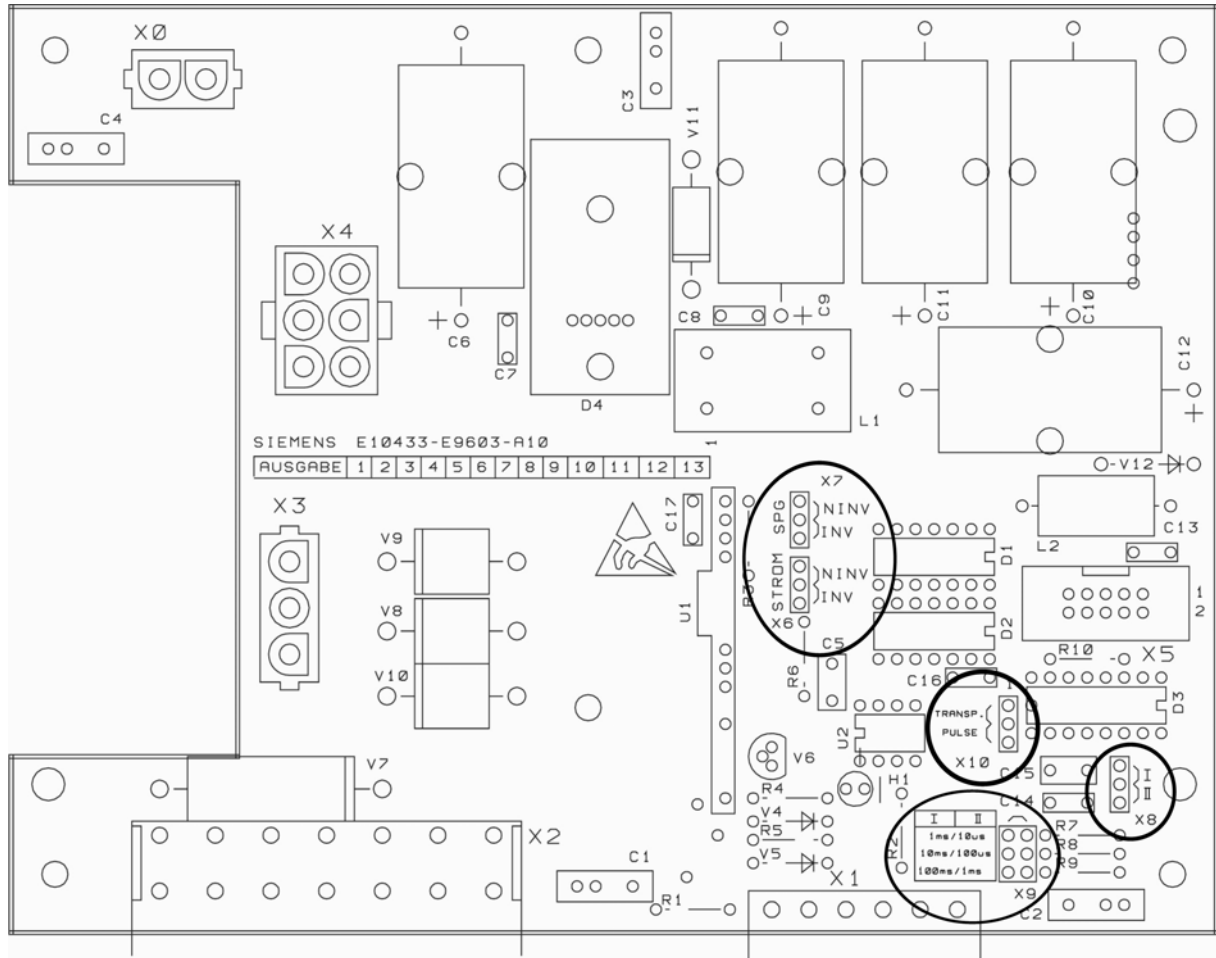 X0
C4
C3
V11
X4
C6
C7
D4
C8
C9
C11
C10
C12
L1
1
SIEMENS E10433-E9603-A10
AUSGABE 1 2 3 4 5 6 7 8 9 10 11 12 13
V12
X3
V9
V8
V10
C17
U1
X7
SPG
NINV
INV
STROM
NINV
INV
X6
D1
D2
L2
C13
1
2
X5
R10
R6
C5
C16
D3
U2
I
TRANSP.
PULSE
X10
V6
H1
C15
C14
I
II
X8
V7
X2
R4
V4
R5
V5
R2
I II
1ms/10us
10ms/100us
100ms/1ms
X9
R7
R8
R9
C1
R1
X1
C2